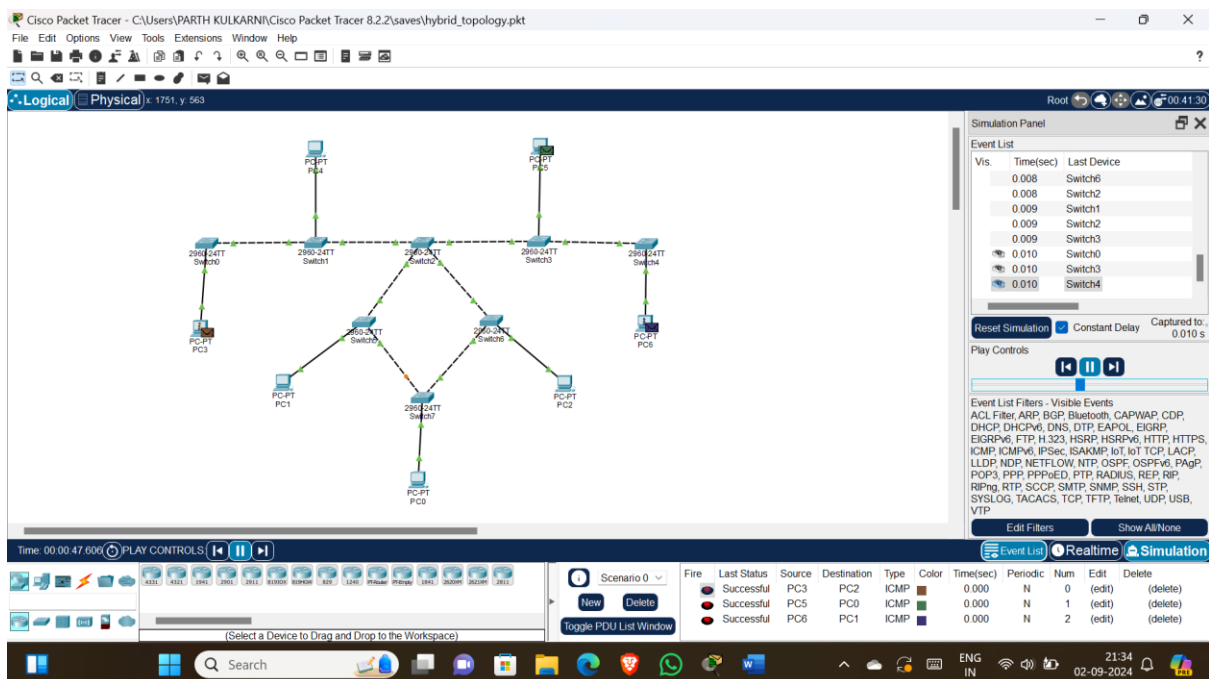 Cisco Packet Tracer - C:\Users\PARTH KULKARNI\Cisco Packet Tracer 8.2.2\saves\hybrid_topology.pkt
File Edit Options View Tools Extensions Window Help
?
Logical Physical x: 1751, y: 563 Root 00:41:30
Simulation Panel
Event List
Vis. Time(sec) Last Device
0.008 Switch6
0.008 Switch2
0.009 Switch1
0.009 Switch2
0.009 Switch3
0.010 Switch0
0.010 Switch3
0.010 Switch4
Reset Simulation Constant Delay Captured to:
0.010 s
Play Controls
Event List Filters - Visible Events
ACL Filter, ARP, BGP, Bluetooth, CAPWAP, CDP,
DHCP, DHCPv6, DNS, DTP, EAPOL, EIGRP,
EIGRPv6, FTP, H.323, HSRP, HSRPv6, HTTP, HTTPS,
ICMP, ICMPv6, IPSec, ISAKMP, IoT, IoT TCP, LACP,
LLDP, NDP, NETFLOW, NTP, OSPF, OSPFv6, PAgP,
POP3, PPP, PPPoED, PTP, RADIUS, REP, RIP,
RIPng, RTP, SCCP, SMTP, SNMP, SSH, STP,
SYSLOG, TACACS, TCP, TFTP, Telnet, UDP, USB,
VTP
Edit Filters Show All/None
PC-PT
PC4
PC-PT
PC5
2960-24TT
Switch0
2960-24TT
Switch1
2960-24TT
Switch2
2960-24TT
Switch3
2960-24TT
Switch4
PC-PT
PC3
2960-24TT
Switch5
2960-24TT
Switch6
PC-PT
PC6
PC-PT
PC1
PC-PT
PC2
2960-24TT
Switch7
PC-PT
PC0
Time: 00:00:47.606 PLAY CONTROLS:
Event List Realtime Simulation
4331 4321 1941 2901 2911 819IOX 819HGW 829 1240 PT-Router PT-Empty 1841 2620XM 2621XM 2811
(Select a Device to Drag and Drop to the Workspace)
Scenario 0
New Delete
Toggle PDU List Window
Fire Last Status Source Destination Type Color Time(sec) Periodic Num Edit Delete
Successful PC3 PC2 ICMP 0.000 N 0 (edit) (delete)
Successful PC5 PC0 ICMP 0.000 N 1 (edit) (delete)
Successful PC6 PC1 ICMP 0.000 N 2 (edit) (delete)
Search
ENG
IN
21:34
02-09-2024